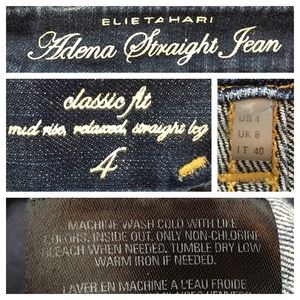 ELIE TAHARI
Adena Straight Jean
classic fit
mid rise, relaxed, straight leg
4
US 4
UK 8
IT 40
MACHINE WASH COLD WITH LIKE
COLORS. INSIDE OUT. ONLY NON-CHLORINE
BLEACH WHEN NEEDED. TUMBLE DRY LOW
WARM IRON IF NEEDED.
LAVER EN MACHINE A L'EAU FROIDE